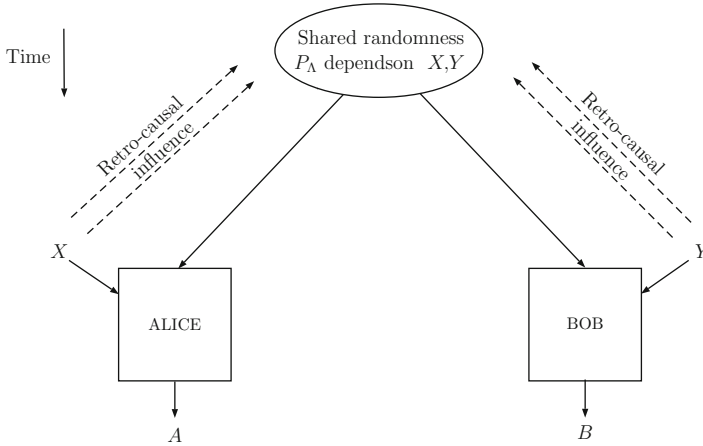 Time
Shared randomness
P_Λ dependson X,Y
Retro-causal
influence
Retro-causal
influence
X
Y
ALICE
BOB
A
B